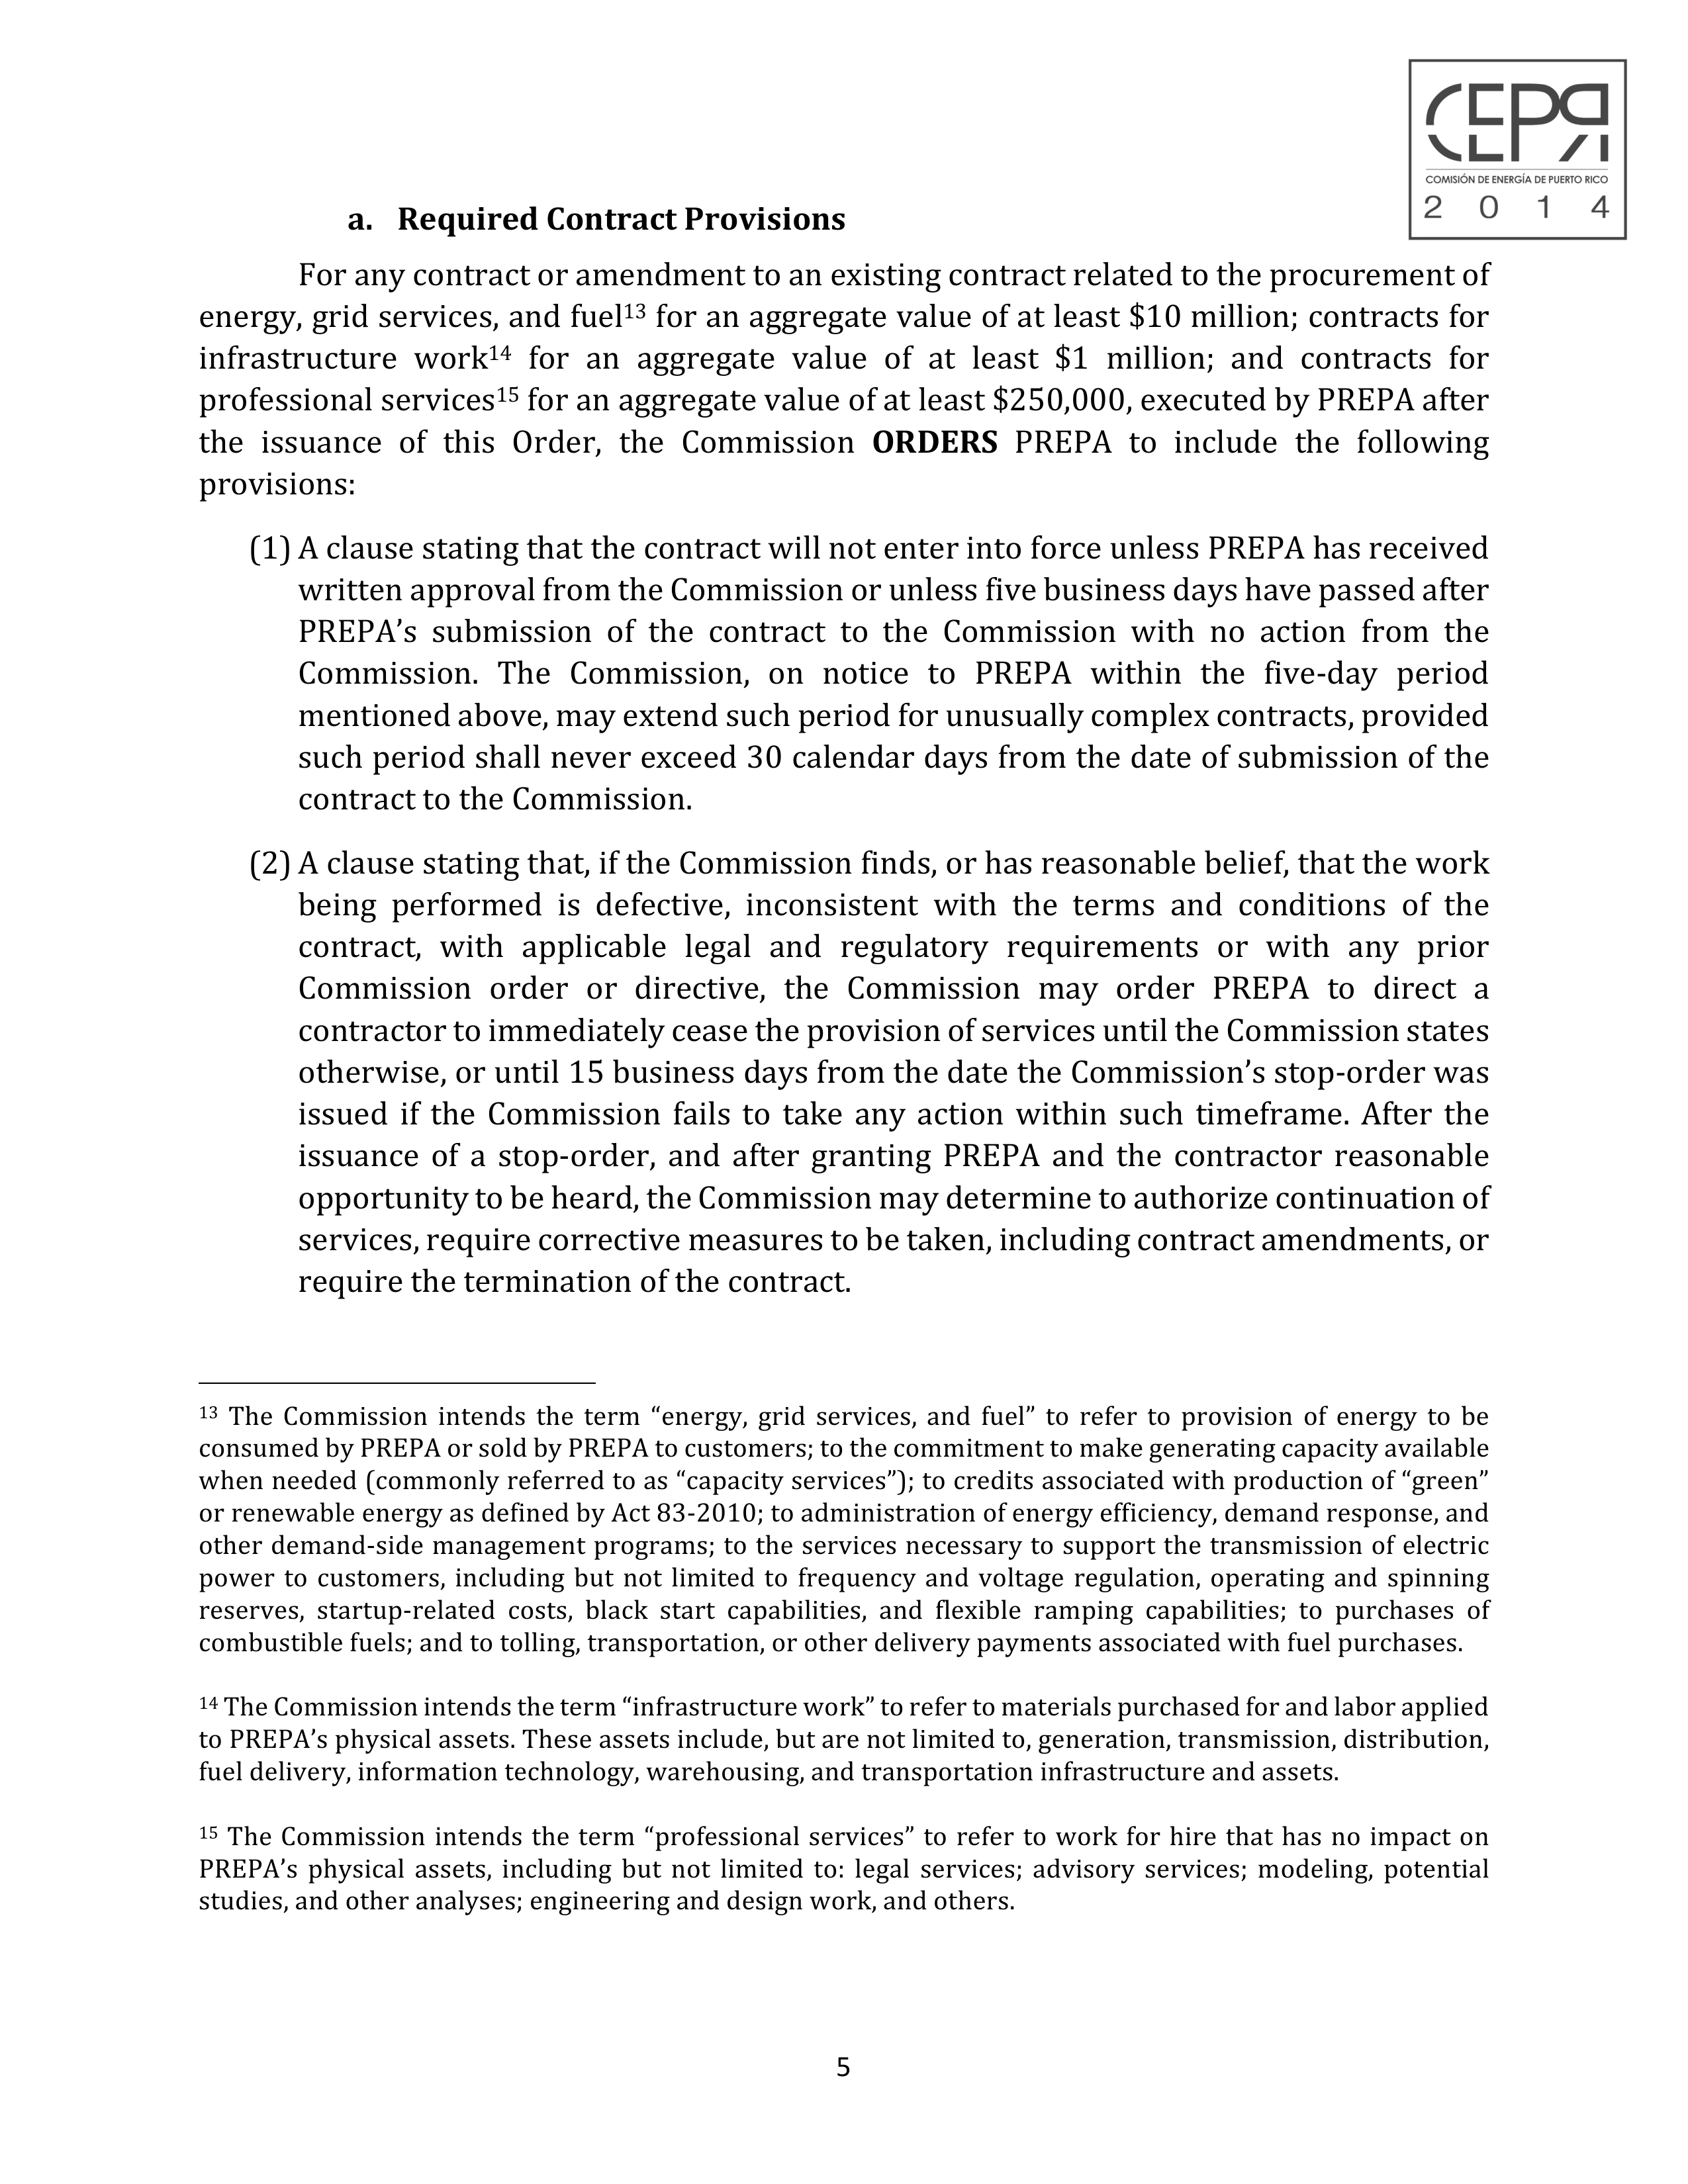 CEPR
COMISIÓN DE ENERGÍA DE PUERTO RICO
2 0 1 4
a. Required Contract Provisions
For any contract or amendment to an existing contract related to the procurement of
energy, grid services, and fuel13 for an aggregate value of at least $10 million; contracts for
infrastructure work14 for an aggregate value of at least $1 million; and contracts for
professional services15 for an aggregate value of at least $250,000, executed by PREPA after
the issuance of this Order, the Commission ORDERS PREPA to include the following
provisions:
(1) A clause stating that the contract will not enter into force unless PREPA has received
written approval from the Commission or unless five business days have passed after
PREPA’s submission of the contract to the Commission with no action from the
Commission. The Commission, on notice to PREPA within the five-day period
mentioned above, may extend such period for unusually complex contracts, provided
such period shall never exceed 30 calendar days from the date of submission of the
contract to the Commission.
(2) A clause stating that, if the Commission finds, or has reasonable belief, that the work
being performed is defective, inconsistent with the terms and conditions of the
contract, with applicable legal and regulatory requirements or with any prior
Commission order or directive, the Commission may order PREPA to direct a
contractor to immediately cease the provision of services until the Commission states
otherwise, or until 15 business days from the date the Commission’s stop-order was
issued if the Commission fails to take any action within such timeframe. After the
issuance of a stop-order, and after granting PREPA and the contractor reasonable
opportunity to be heard, the Commission may determine to authorize continuation of
services, require corrective measures to be taken, including contract amendments, or
require the termination of the contract.
13 The Commission intends the term “energy, grid services, and fuel” to refer to provision of energy to be
consumed by PREPA or sold by PREPA to customers; to the commitment to make generating capacity available
when needed (commonly referred to as “capacity services”); to credits associated with production of “green”
or renewable energy as defined by Act 83-2010; to administration of energy efficiency, demand response, and
other demand-side management programs; to the services necessary to support the transmission of electric
power to customers, including but not limited to frequency and voltage regulation, operating and spinning
reserves, startup-related costs, black start capabilities, and flexible ramping capabilities; to purchases of
combustible fuels; and to tolling, transportation, or other delivery payments associated with fuel purchases.
14 The Commission intends the term “infrastructure work” to refer to materials purchased for and labor applied
to PREPA’s physical assets. These assets include, but are not limited to, generation, transmission, distribution,
fuel delivery, information technology, warehousing, and transportation infrastructure and assets.
15 The Commission intends the term “professional services” to refer to work for hire that has no impact on
PREPA’s physical assets, including but not limited to: legal services; advisory services; modeling, potential
studies, and other analyses; engineering and design work, and others.
5